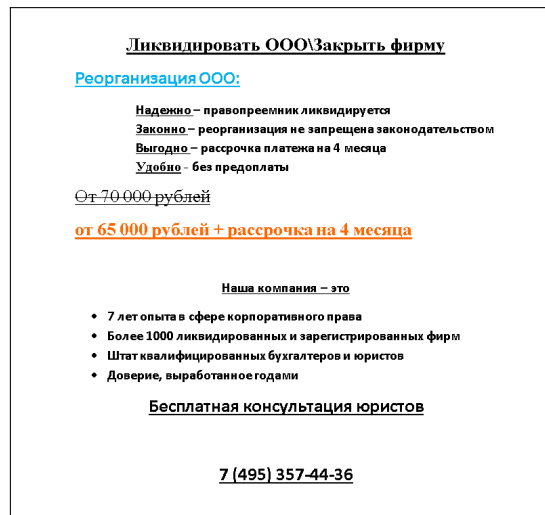 Ликвидировать ООО\Закрыть фирму
Реорганизация ООО:
Надежно – правопреемник ликвидируется
Законно – реорганизация не запрещена законодательством
Выгодно – рассрочка платежа на 4 месяца
Удобно - без предоплаты
От 70 000 рублей
от 65 000 рублей + рассрочка на 4 месяца
Наша компания – это
• 7 лет опыта в сфере корпоративного права
• Более 1000 ликвидированных и зарегистрированных фирм
• Штат квалифицированных бухгалтеров и юристов
• Доверие, выработанное годами
Бесплатная консультация юристов
7 (495) 357-44-36